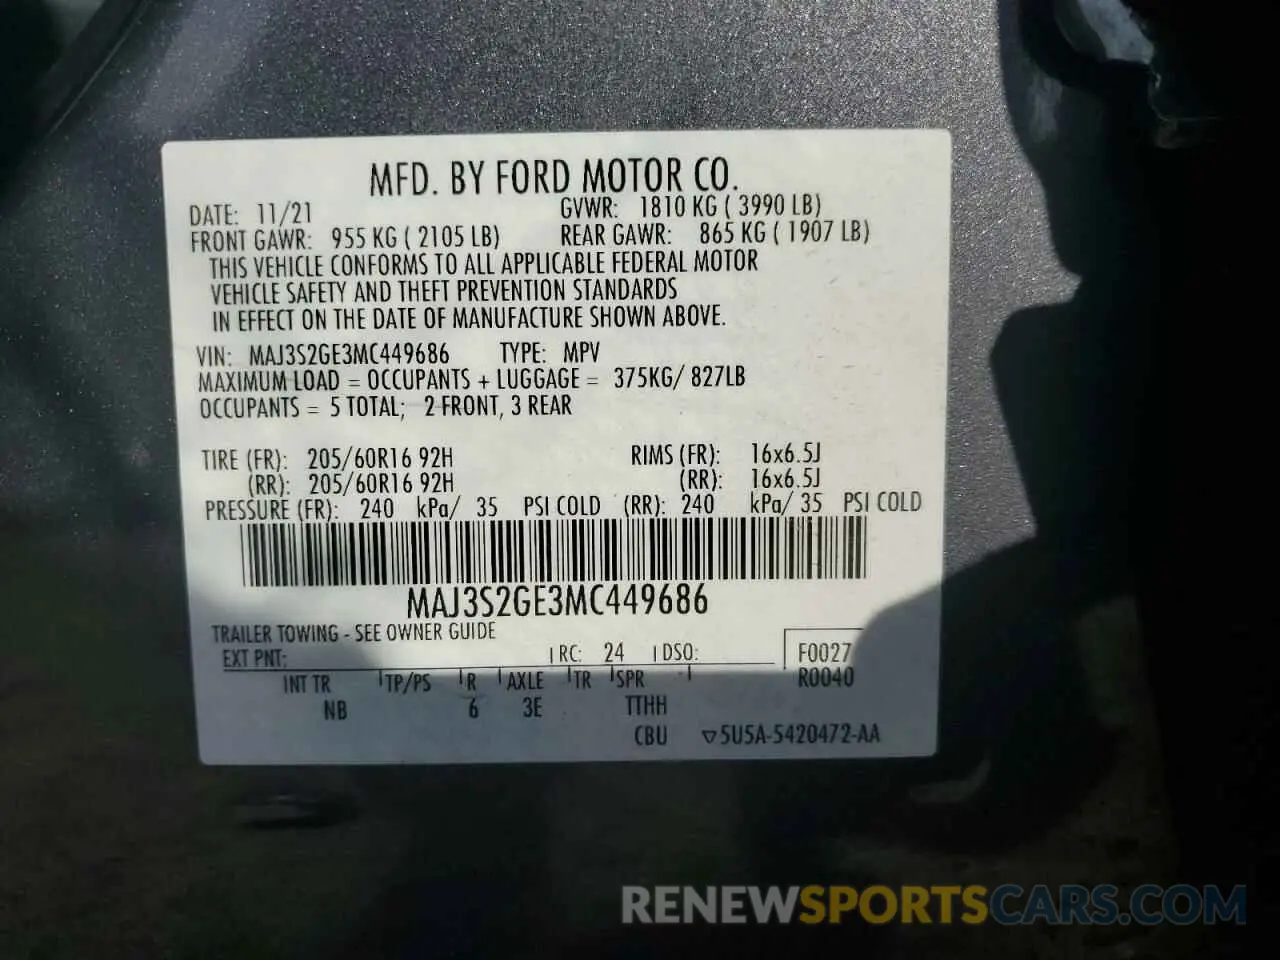 MFD. BY FORD MOTOR CO.
DATE: 11/21 GVWR: 1810 KG ( 3990 LB)
FRONT GAWR: 955 KG ( 2105 LB) REAR GAWR: 865 KG ( 1907 LB)
THIS VEHICLE CONFORMS TO ALL APPLICABLE FEDERAL MOTOR
VEHICLE SAFETY AND THEFT PREVENTION STANDARDS
IN EFFECT ON THE DATE OF MANUFACTURE SHOWN ABOVE.
VIN: MAJ3S2GE3MC449686 TYPE: MPV
MAXIMUM LOAD = OCCUPANTS + LUGGAGE = 375KG/ 827LB
OCCUPANTS = 5 TOTAL; 2 FRONT, 3 REAR
TIRE (FR): 205/60R16 92H RIMS (FR): 16x6.5J
(RR): 205/60R16 92H (RR): 16x6.5J
PRESSURE (FR): 240 kPa/ 35 PSI COLD (RR): 240 kPa/ 35 PSI COLD
MAJ3S2GE3MC449686
TRAILER TOWING - SEE OWNER GUIDE
EXT PNT: RC: 24 DSO: F0027
INT TR TP/PS R AXLE TR SPR R0040
NB 6 3E TTHH
CBU ▽5U5A-5420472-AA
RENEWSPORTSCARS.COM